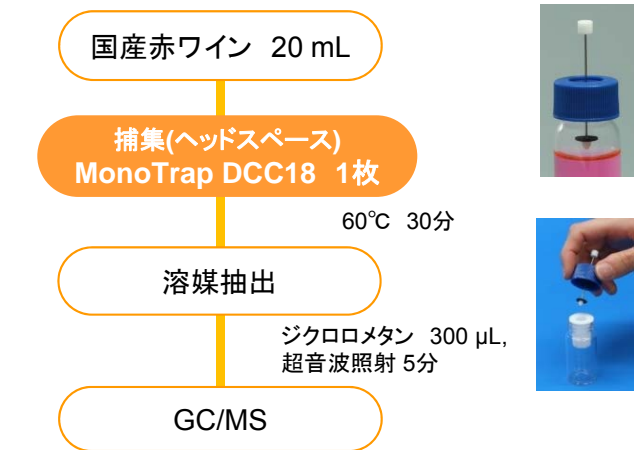 国産赤ワイン 20 mL
捕集(ヘッドスペース)
MonoTrap DCC18 1枚
60℃ 30分
溶媒抽出
ジクロロメタン 300 µL,
超音波照射 5分
GC/MS